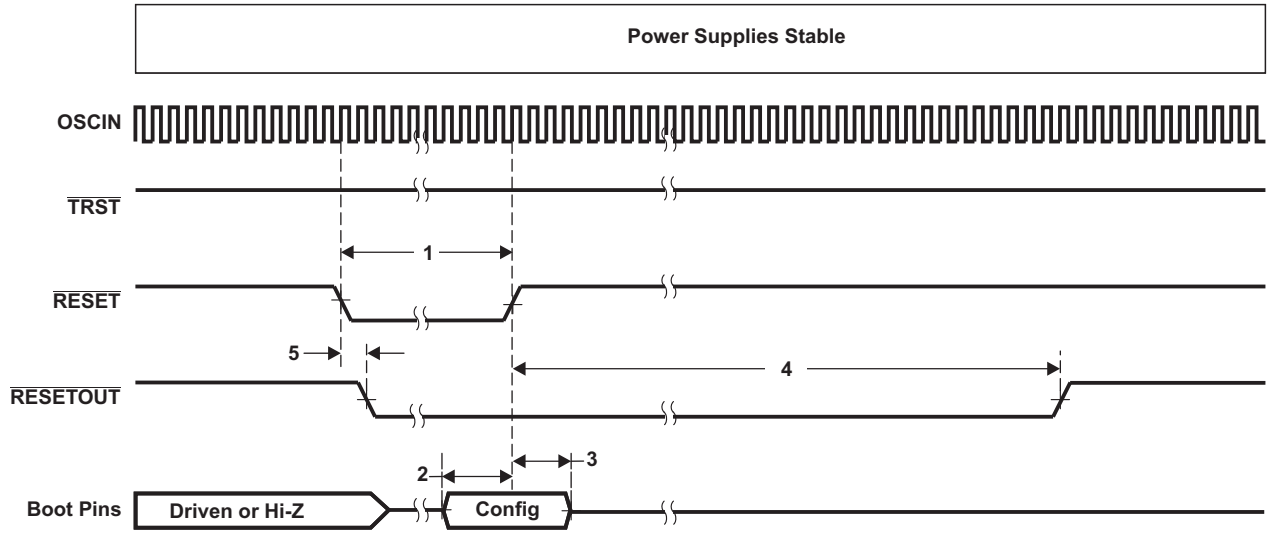 Power Supplies Stable
OSCIN
TRST
1
RESET
5
4
RESETOUT
2
3
Boot Pins
Driven or Hi-Z
Config